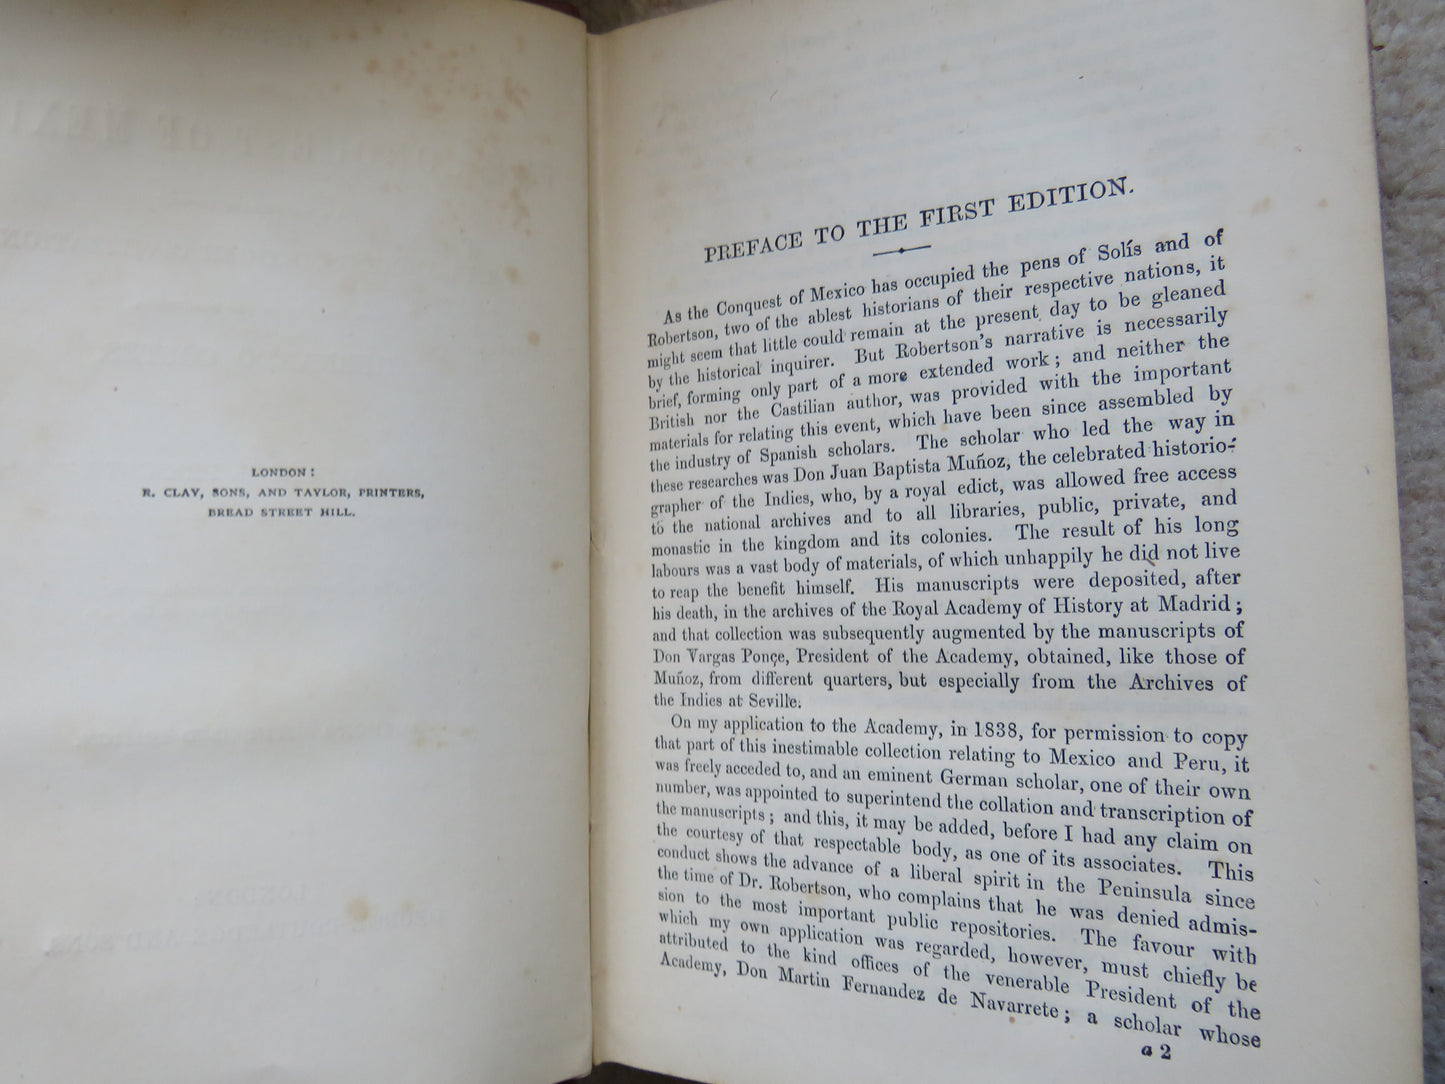 LONDON:
R. CLAY, SONS, AND TAYLOR, PRINTERS,
BREAD STREET HILL.
PREFACE TO THE FIRST EDITION.
As the Conquest of Mexico has occupied the pens of Solís and of
Robertson, two of the ablest historians of their respective nations, it
might seem that little could remain at the present day to be gleaned
by the historical inquirer. But Robertson's narrative is necessarily
brief, forming only part of a more extended work; and neither the
British nor the Castilian author, was provided with the important
materials for relating this event, which have been since assembled by
the industry of Spanish scholars. The scholar who led the way in
these researches was Don Juan Baptista Muñoz, the celebrated historio-
grapher of the Indies, who, by a royal edict, was allowed free access
to the national archives and to all libraries, public, private, and
monastic in the kingdom and its colonies. The result of his long
labours was a vast body of materials, of which unhappily he did not live
to reap the benefit himself. His manuscripts were deposited, after
his death, in the archives of the Royal Academy of History at Madrid;
and that collection was subsequently augmented by the manuscripts of
Don Vargas Ponçe, President of the Academy, obtained, like those of
Muñoz, from different quarters, but especially from the Archives of
the Indies at Seville.
On my application to the Academy, in 1838, for permission to copy
that part of this inestimable collection relating to Mexico and Peru, it
was freely acceded to, and an eminent German scholar, one of their own
number, was appointed to superintend the collation and transcription of
the manuscripts; and this, it may be added, before I had any claim on
the courtesy of that respectable body, as one of its associates. This
conduct shows the advance of a liberal spirit in the Peninsula since
the time of Dr. Robertson, who complains that he was denied admis-
sion to the most important public repositories. The favour with
which my own application was regarded, however, must chiefly be
attributed to the kind offices of the venerable President of the
Academy, Don Martin Fernandez de Navarrete; a scholar whose
a 2